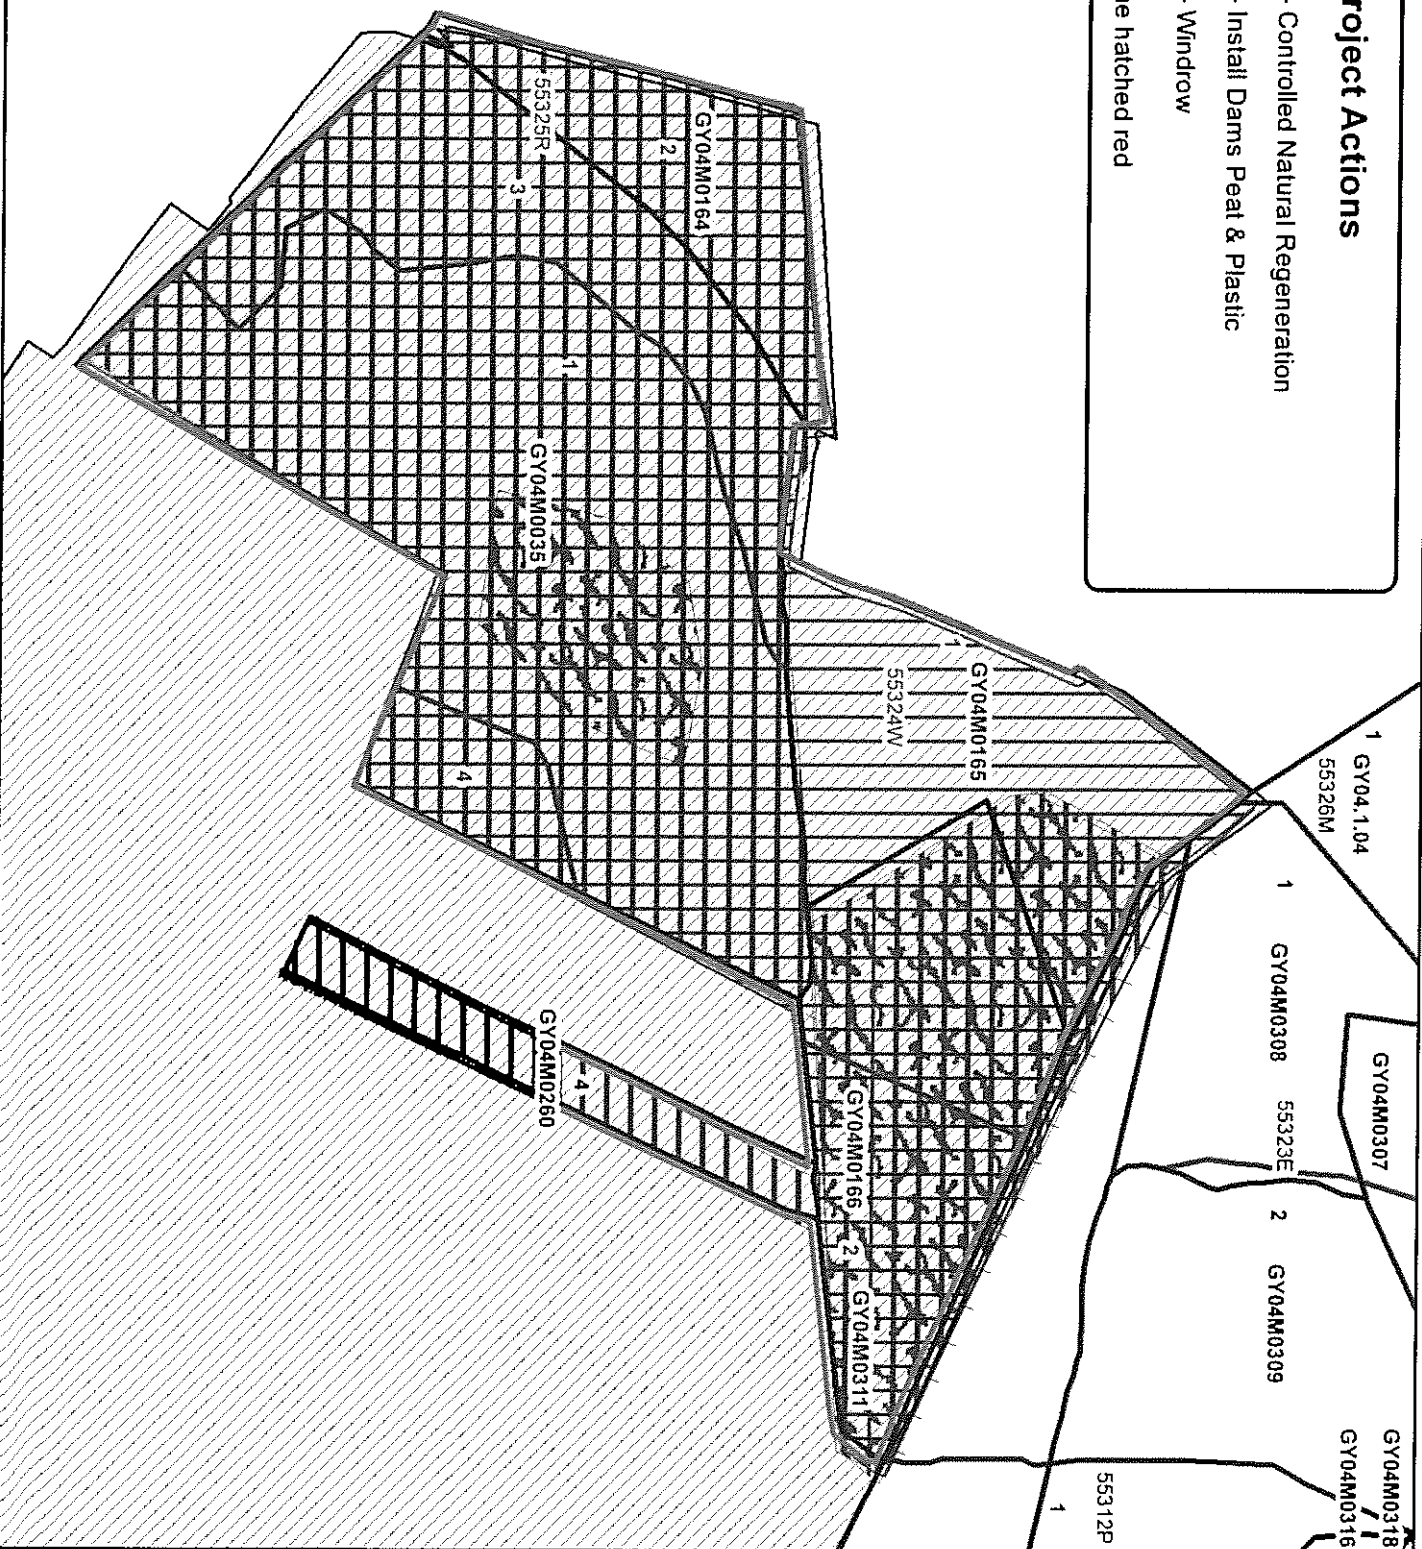 roject Actions
- Controlled Natural Regeneration
- Install Dams Peat & Plastic
- Windrow
ne hatched red
GY04M0318
GY04M0316
GY04M0307
1
GY04.1.04
55326M
1
GY04M0308
55323E
2
GY04M0309
55312P
1
1
GY04M0165
55324W
GY04M0164
2
55325R
3
1
GY04M0035
4
GY04M0166
2
GY04M0311
GY04M0260
4